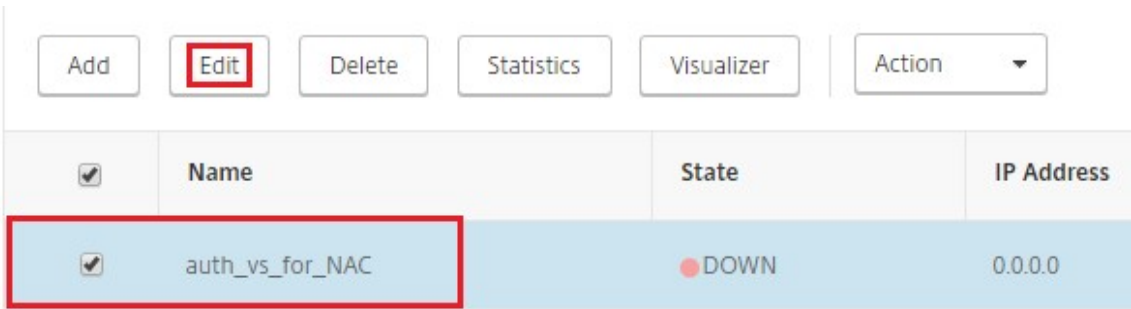 Add Edit Delete Statistics Visualizer Action
Name State IP Address
auth_vs_for_NAC DOWN 0.0.0.0